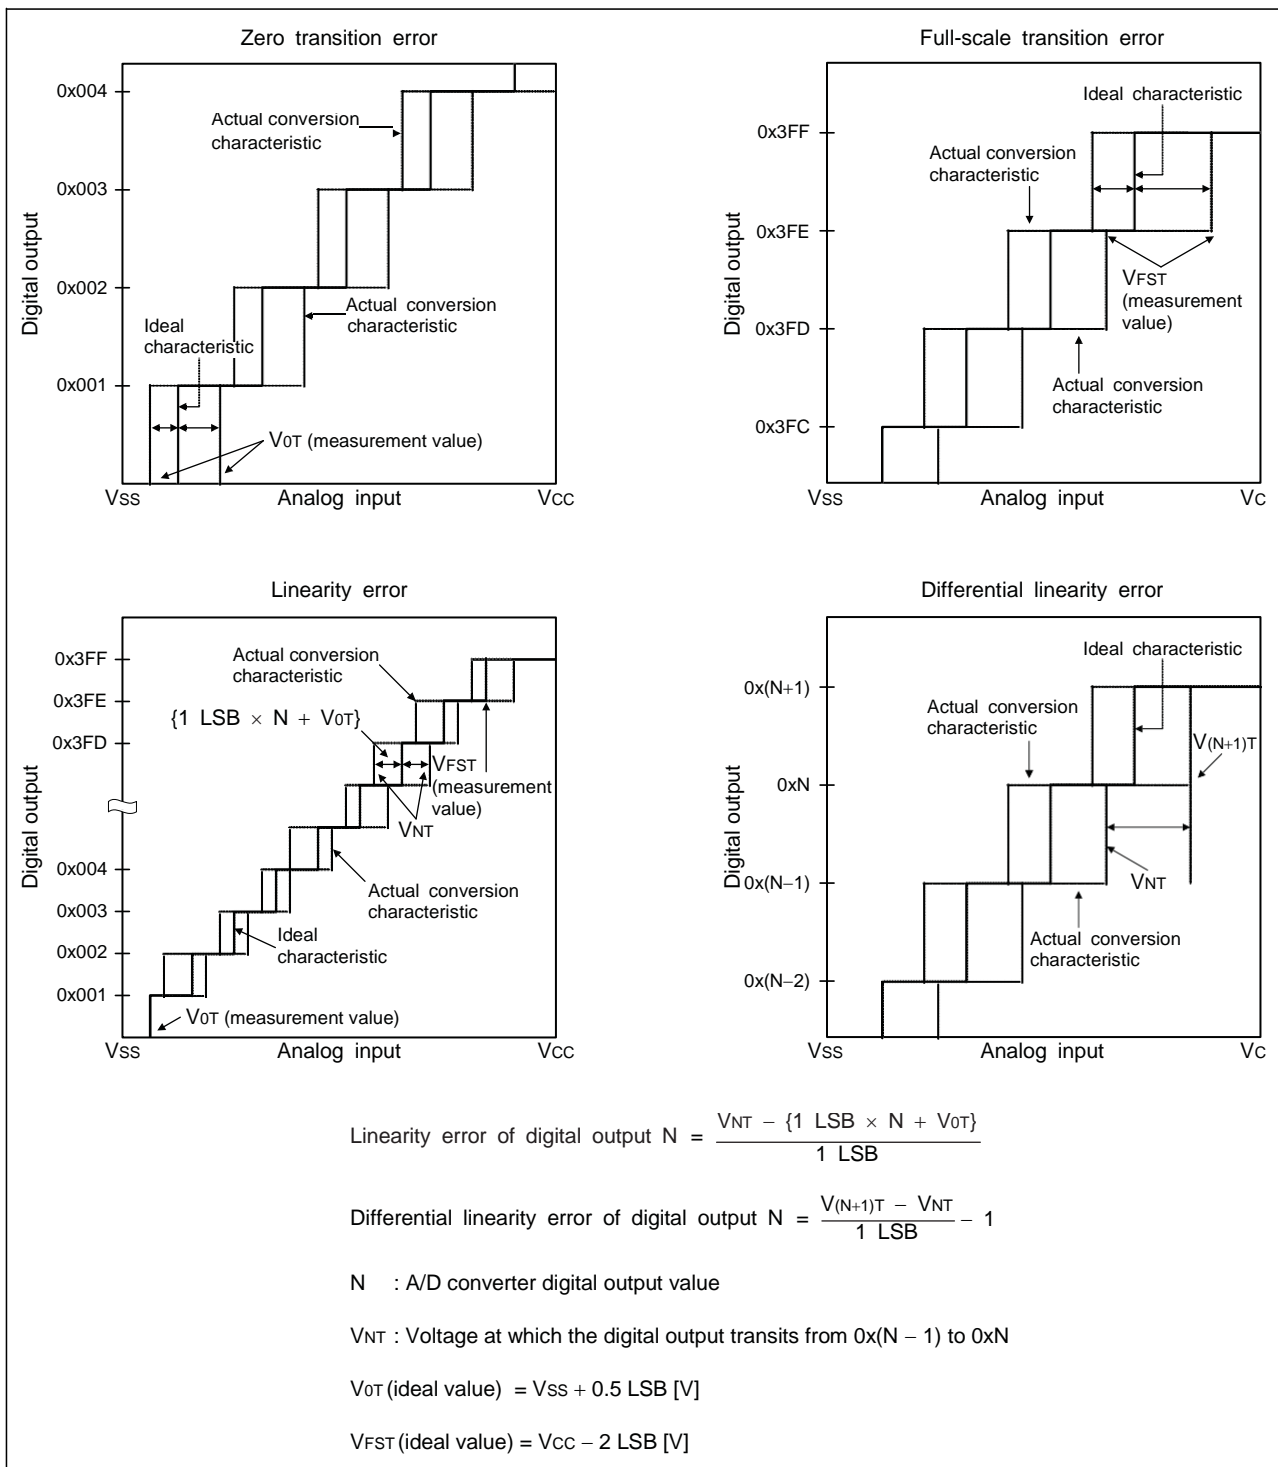 Zero transition error
0x004
0x003
0x002
0x001
Digital output
Actual conversion
characteristic
Actual conversion
characteristic
Ideal
characteristic
V0T (measurement value)
VSS
Analog input
VCC
Full-scale transition error
0x3FF
0x3FE
0x3FD
0x3FC
Digital output
Ideal characteristic
Actual conversion
characteristic
VFST
(measurement
value)
Actual conversion
characteristic
VSS
Analog input
VC
Linearity error
0x3FF
0x3FE
0x3FD
0x004
0x003
0x002
0x001
Digital output
Actual conversion
characteristic
{1 LSB × N + V0T}
VFST
(measurement
value)
VNT
Actual conversion
characteristic
Ideal
characteristic
V0T (measurement value)
VSS
Analog input
VCC
Differential linearity error
0x(N+1)
0xN
0x(N−1)
0x(N−2)
Digital output
Ideal characteristic
Actual conversion
characteristic
V(N+1)T
VNT
Actual conversion
characteristic
VSS
Analog input
VC
Linearity error of digital output N = VNT − {1 LSB × N + V0T}
1 LSB
Differential linearity error of digital output N = V(N+1)T − VNT − 1
1 LSB
N : A/D converter digital output value
VNT : Voltage at which the digital output transits from 0x(N − 1) to 0xN
V0T (ideal value) = VSS + 0.5 LSB [V]
VFST (ideal value) = VCC − 2 LSB [V]